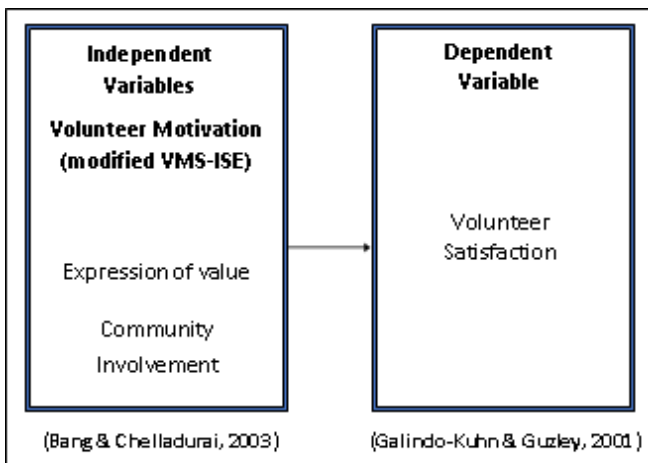 Independent
Variables
Volunteer Motivation
(modified VMS-ISE)
Expression of value
Community
Involvement
(Bang & Chelladurai, 2003)
Dependent
Variable
Volunteer
Satisfaction
(Galindo-Kuhn & Guzley, 2001)